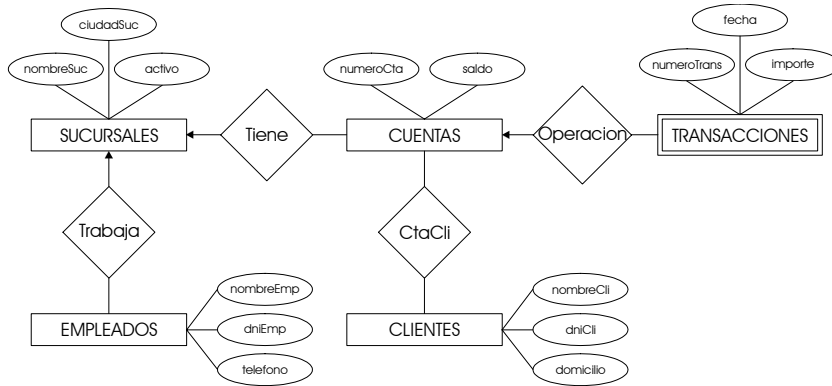 ciudadSuc
nombreSuc
activo
numeroCta
saldo
fecha
numeroTrans
importe
SUCURSALES
Tiene
CUENTAS
Operacion
TRANSACCIONES
Trabaja
CtaCli
EMPLEADOS
nombreEmp
dniEmp
telefono
CLIENTES
nombreCli
dniCli
domicilio